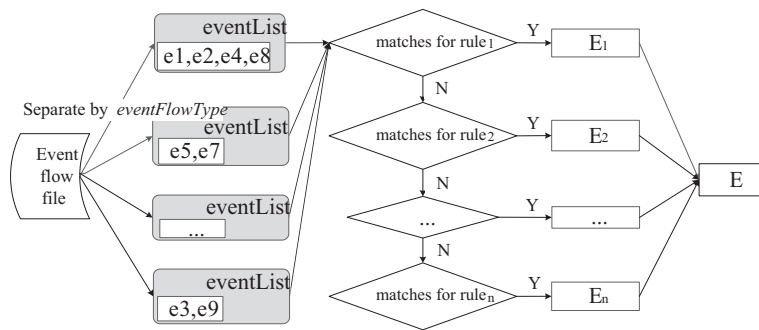 eventList
e1,e2,e4,e8
Separate by eventFlowType
eventList
e5,e7
Event
flow
file
eventList
...
eventList
e3,e9
matches for rule1
Y
E1
N
matches for rule2
Y
E2
N
...
Y
...
N
matches for rulen
Y
En
E